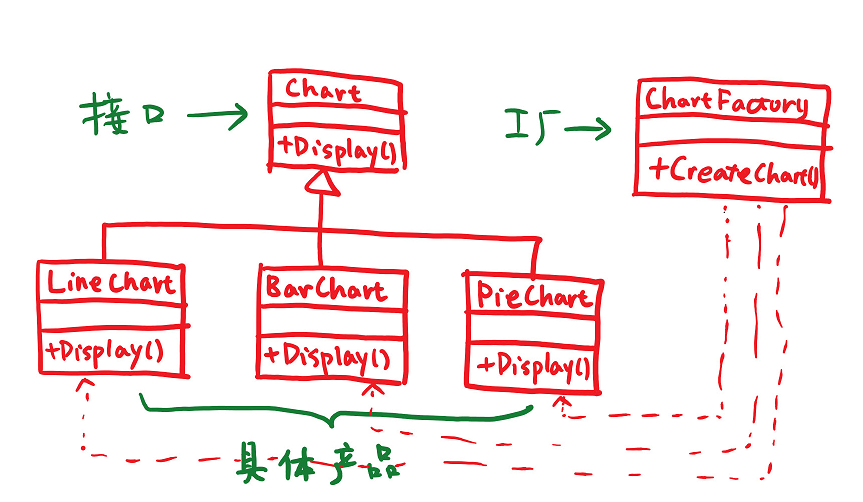 Chart
+Display()
接口
工厂
ChartFactory
+CreateChart()
LineChart
+Display()
BarChart
+Display()
PieChart
+Display()
具体产品